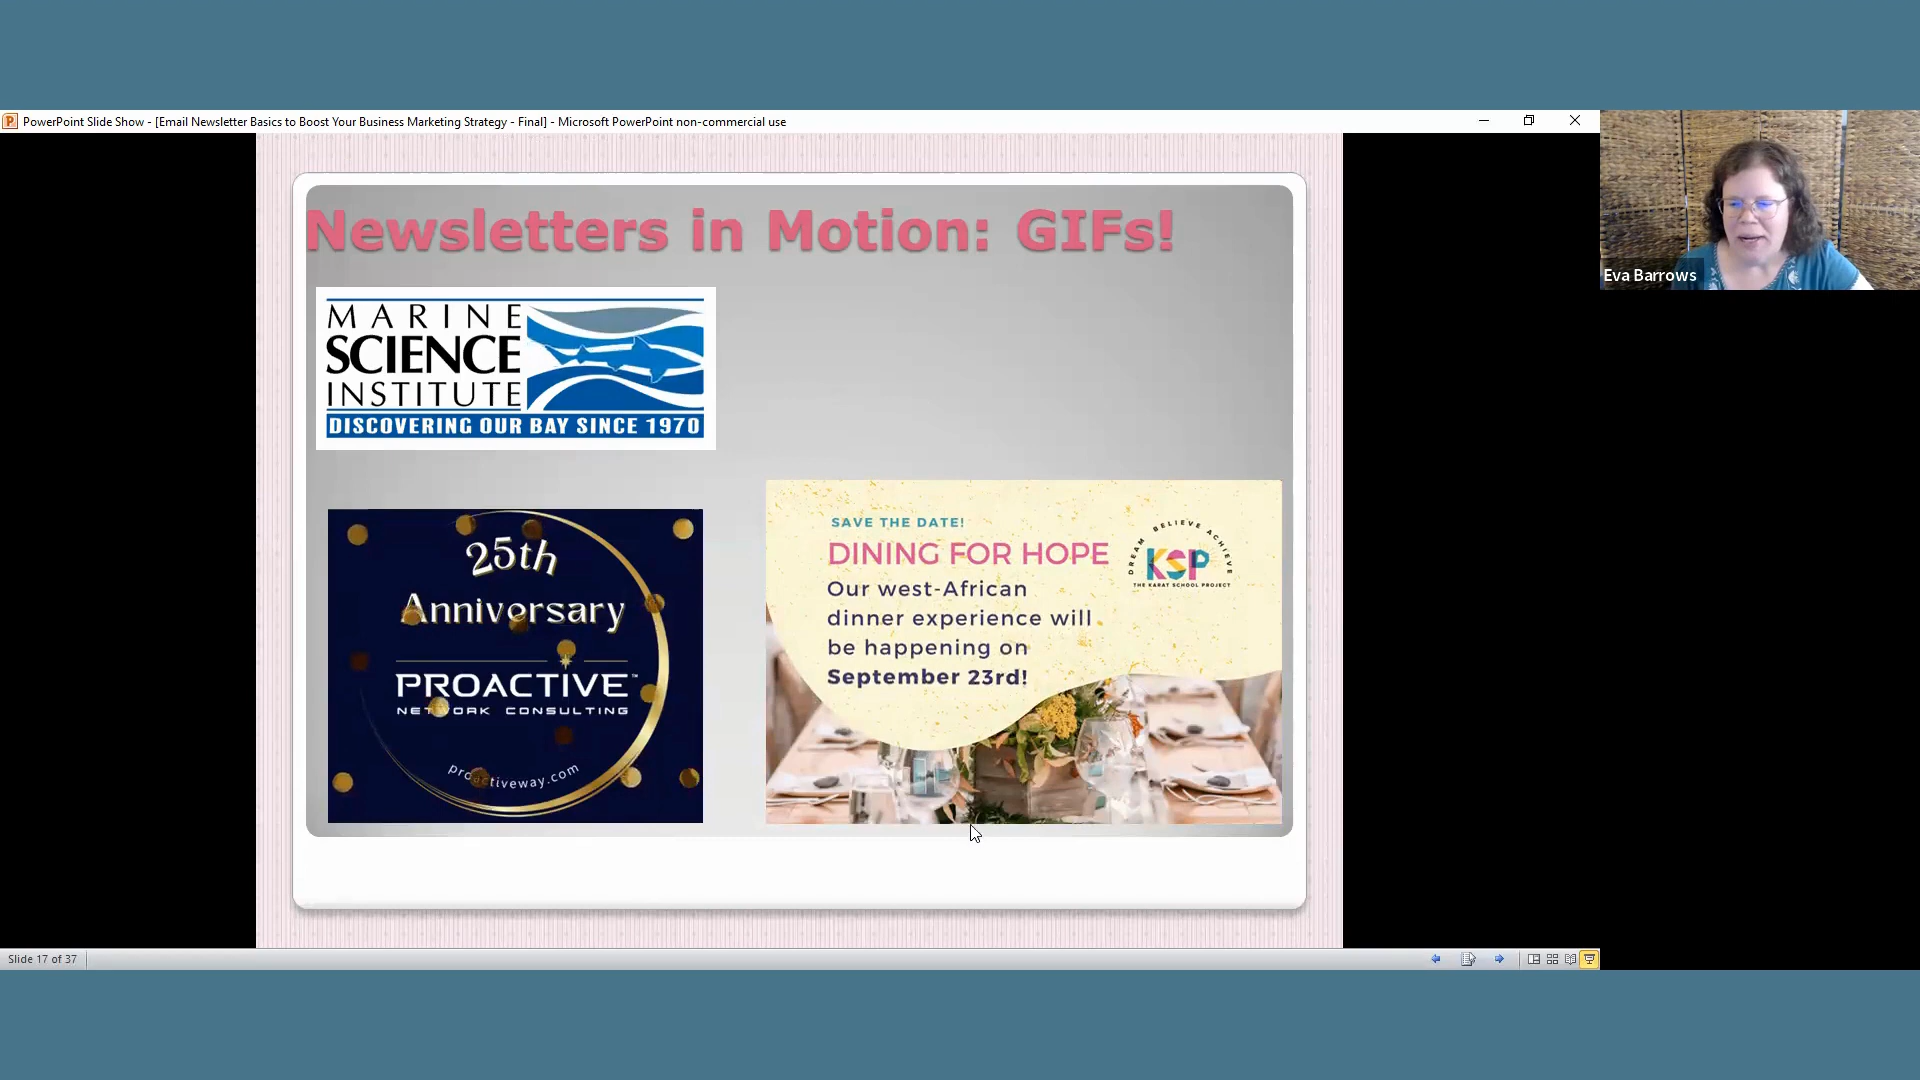 PowerPoint Slide Show - [Email Newsletter Basics to Boost Your Business Marketing Strategy - Final] - Microsoft PowerPoint non-commercial use
Eva Barrows
Newsletters in Motion: GIFs!
MARINE
SCIENCE
INSTITUTE
DISCOVERING OUR BAY SINCE 1970
25th
Anniversary
PROACTIVE™
NETWORK CONSULTING
proactiveway.com
SAVE THE DATE!
DINING FOR HOPE
Our west-African
dinner experience will
be happening on
September 23rd!
DREAM BELIEVE ACHIEVE
KSP
THE KARAT SCHOOL PROJECT
Slide 17 of 37